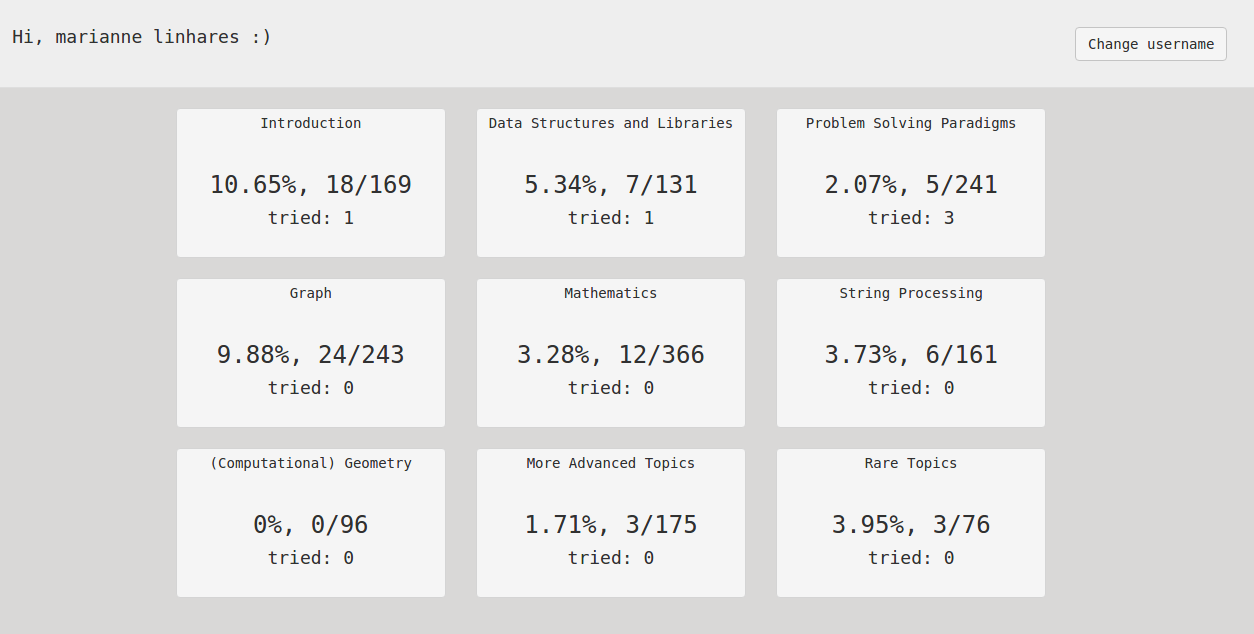 Hi, marianne linhares :)
Change username
Introduction
10.65%, 18/169
tried: 1
Data Structures and Libraries
5.34%, 7/131
tried: 1
Problem Solving Paradigms
2.07%, 5/241
tried: 3
Graph
9.88%, 24/243
tried: 0
Mathematics
3.28%, 12/366
tried: 0
String Processing
3.73%, 6/161
tried: 0
(Computational) Geometry
0%, 0/96
tried: 0
More Advanced Topics
1.71%, 3/175
tried: 0
Rare Topics
3.95%, 3/76
tried: 0